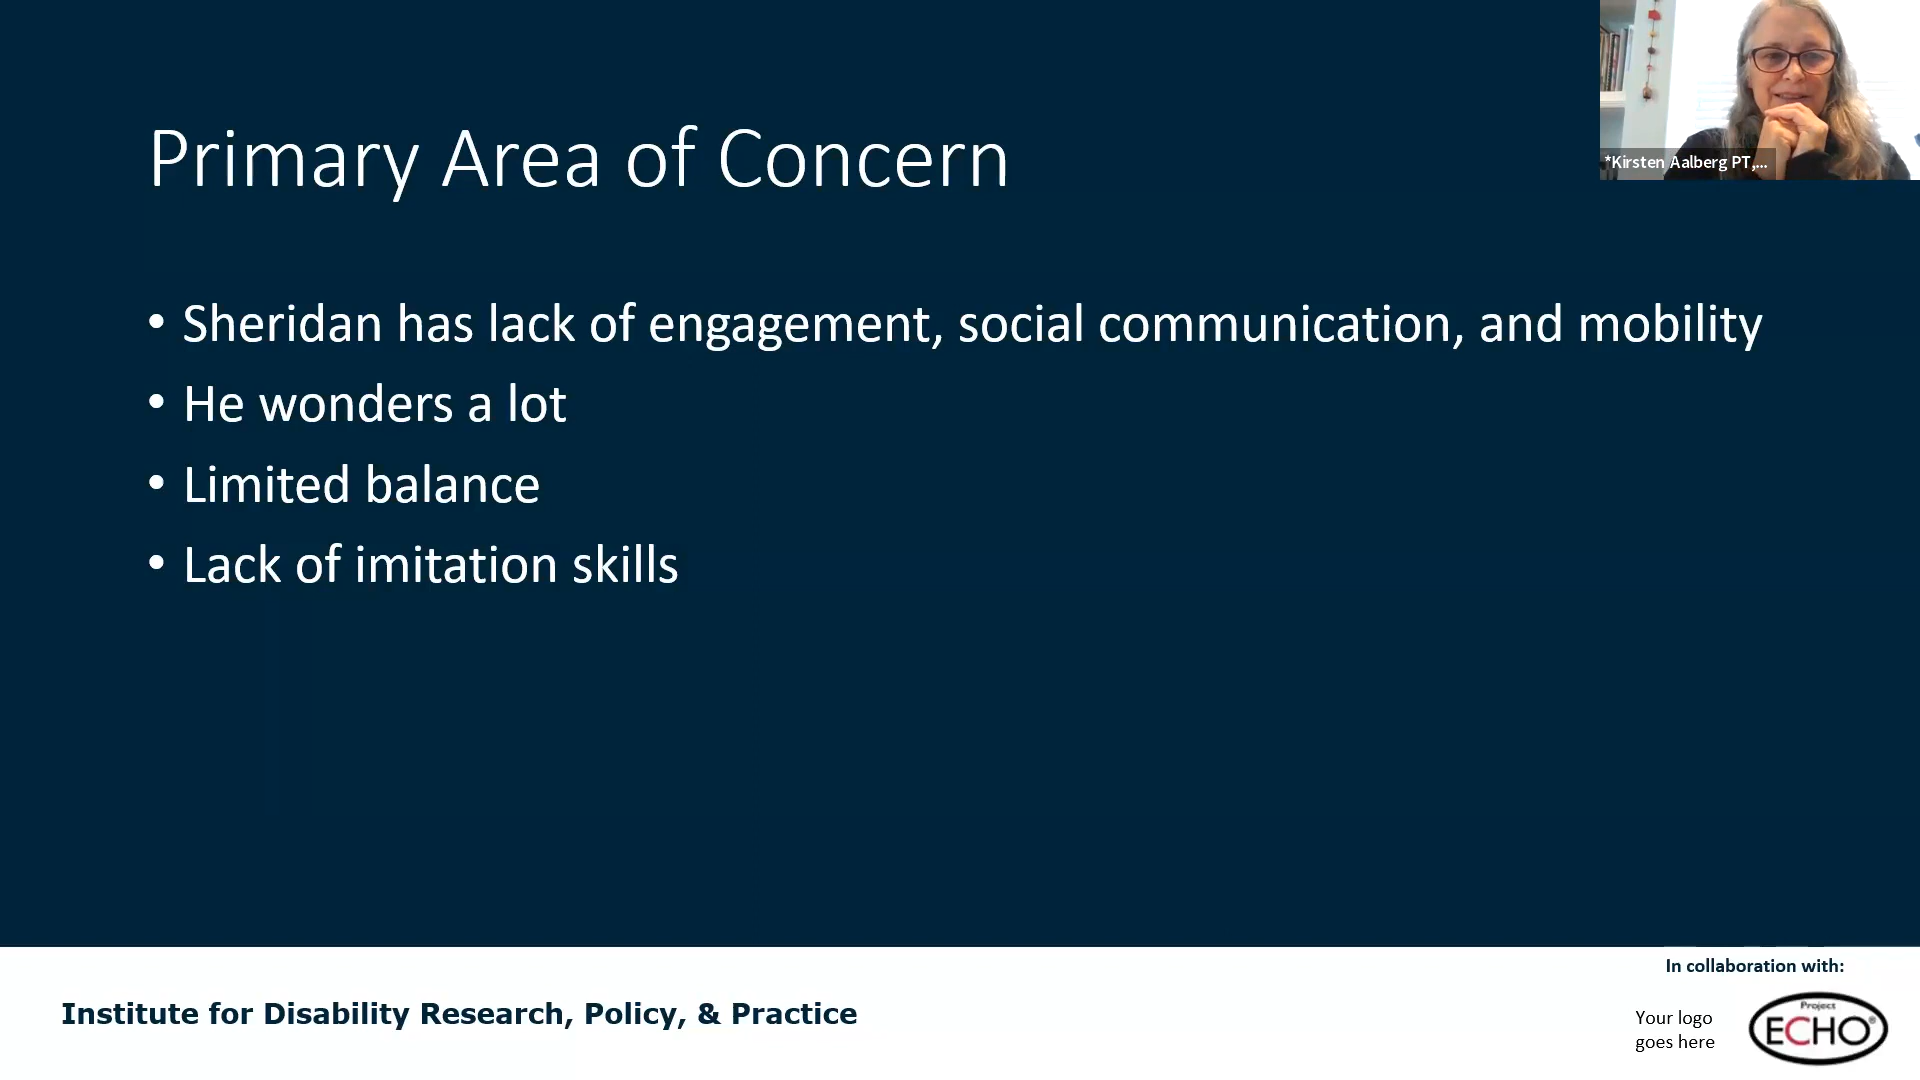 Primary Area of Concern
*Kirsten Aalberg PT,...
• Sheridan has lack of engagement, social communication, and mobility
• He wonders a lot
• Limited balance
• Lack of imitation skills
Institute for Disability Research, Policy, & Practice
In collaboration with:
Your logo
goes here
Project
ECHO®